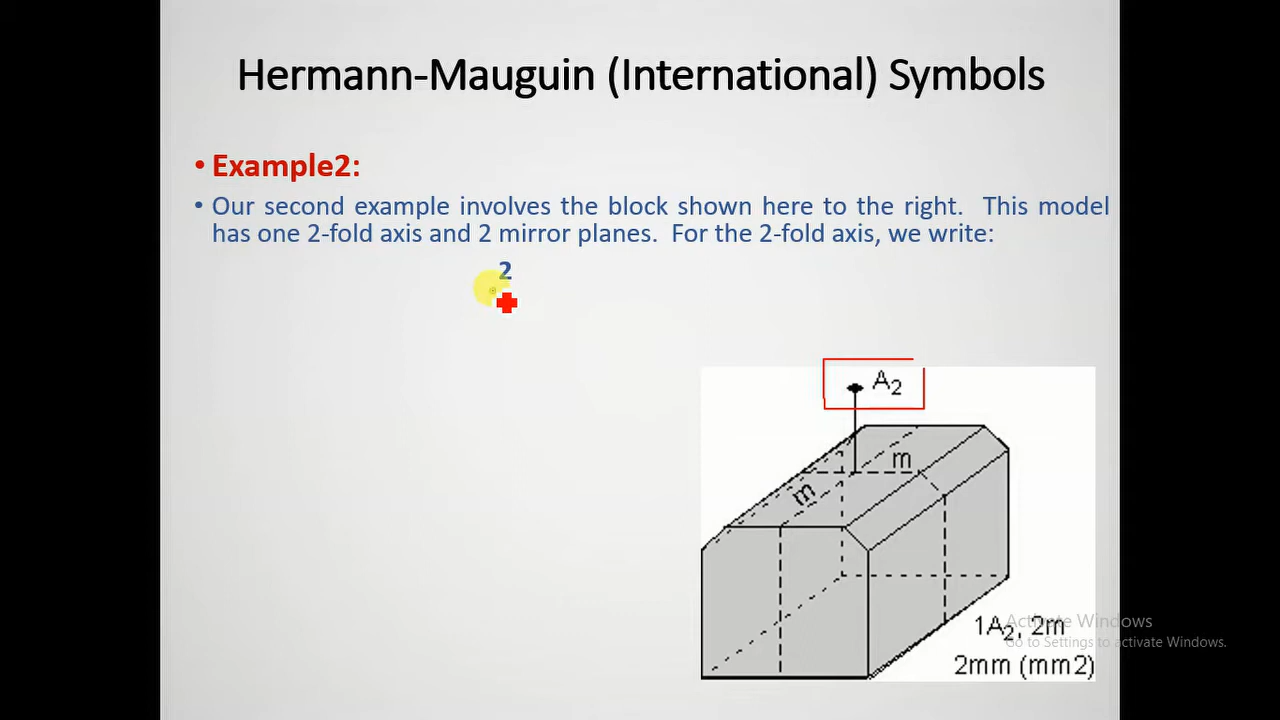 Hermann-Mauguin (International) Symbols
• Example2:
• Our second example involves the block shown here to the right. This model
has one 2-fold axis and 2 mirror planes. For the 2-fold axis, we write:
2
A2
m
m
1A2, 2m
2mm (mm2)
Activate Windows
Go to Settings to activate Windows.